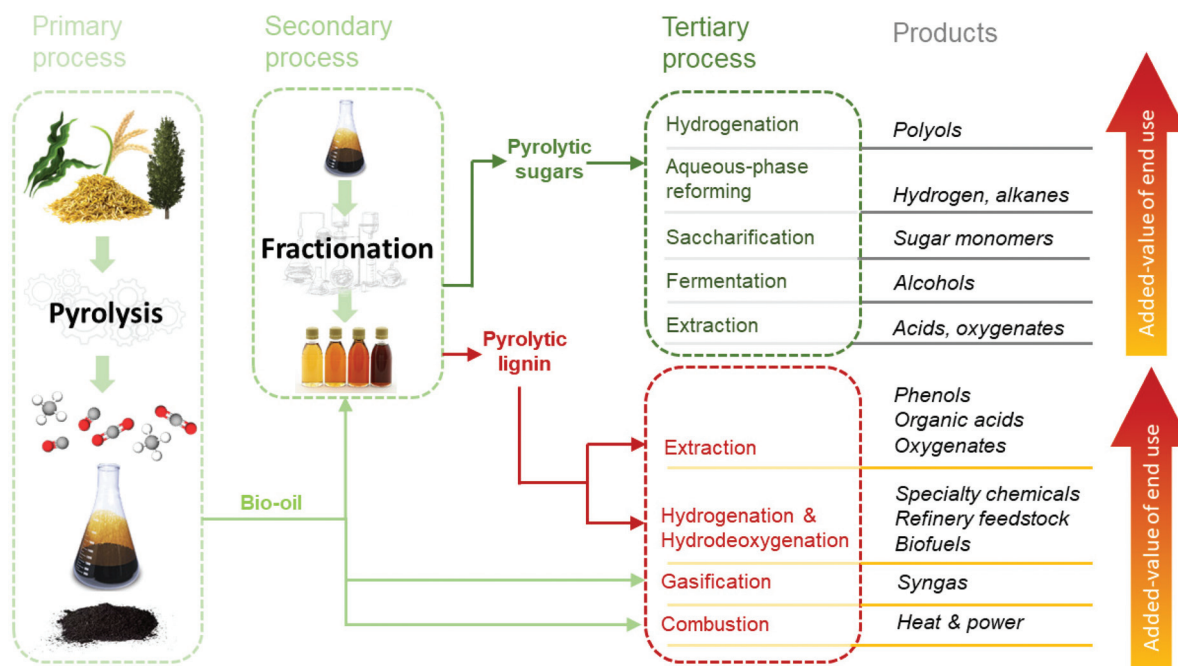 Primary
process
Secondary
process
Tertiary
process
Products
Pyrolysis
Bio-oil
Fractionation
Pyrolytic
sugars
Pyrolytic
lignin
Hydrogenation
Polyols
Aqueous-phase
reforming
Hydrogen, alkanes
Saccharification
Sugar monomers
Fermentation
Alcohols
Extraction
Acids, oxygenates
Extraction
Phenols
Organic acids
Oxygenates
Hydrogenation &
Hydrodeoxygenation
Specialty chemicals
Refinery feedstock
Biofuels
Gasification
Syngas
Combustion
Heat & power
Added-value of end use
Added-value of end use